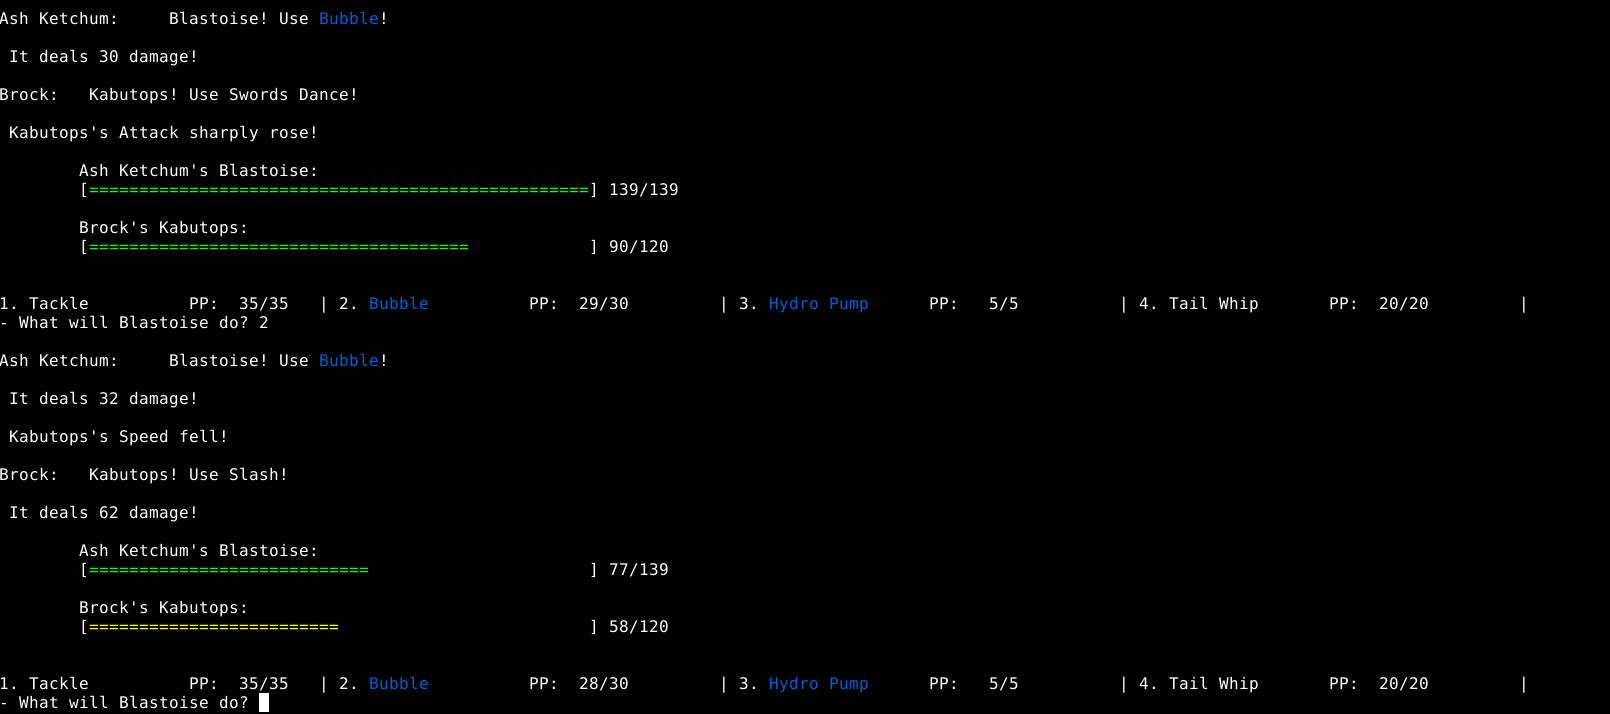 Ash Ketchum:     Blastoise! Use Bubble!
 It deals 30 damage!
Brock:   Kabutops! Use Swords Dance!
 Kabutops's Attack sharply rose!
        Ash Ketchum's Blastoise:
        [==================================================] 139/139
        Brock's Kabutops:
        [======================================            ] 90/120
1. Tackle          PP:  35/35   | 2. Bubble          PP:  29/30         | 3. Hydro Pump      PP:   5/5          | 4. Tail Whip       PP:  20/20         |
- What will Blastoise do? 2
Ash Ketchum:     Blastoise! Use Bubble!
 It deals 32 damage!
 Kabutops's Speed fell!
Brock:   Kabutops! Use Slash!
 It deals 62 damage!
        Ash Ketchum's Blastoise:
        [============================                      ] 77/139
        Brock's Kabutops:
        [=========================                         ] 58/120
1. Tackle          PP:  35/35   | 2. Bubble          PP:  28/30         | 3. Hydro Pump      PP:   5/5          | 4. Tail Whip       PP:  20/20         |
- What will Blastoise do?